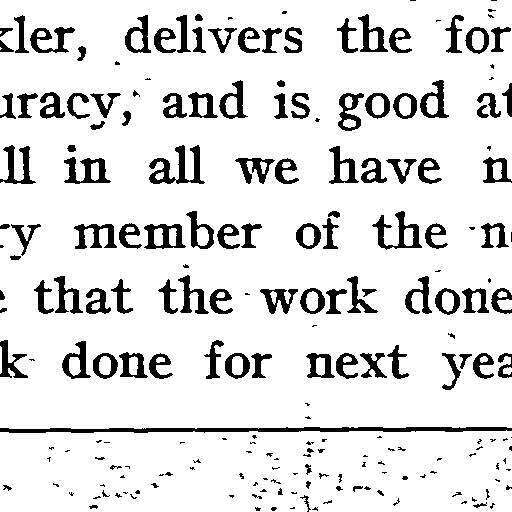 kler, delivers the for
uracy, and is good at
ll in all we have n
ry member of the n
e that the work done
k done for next yea